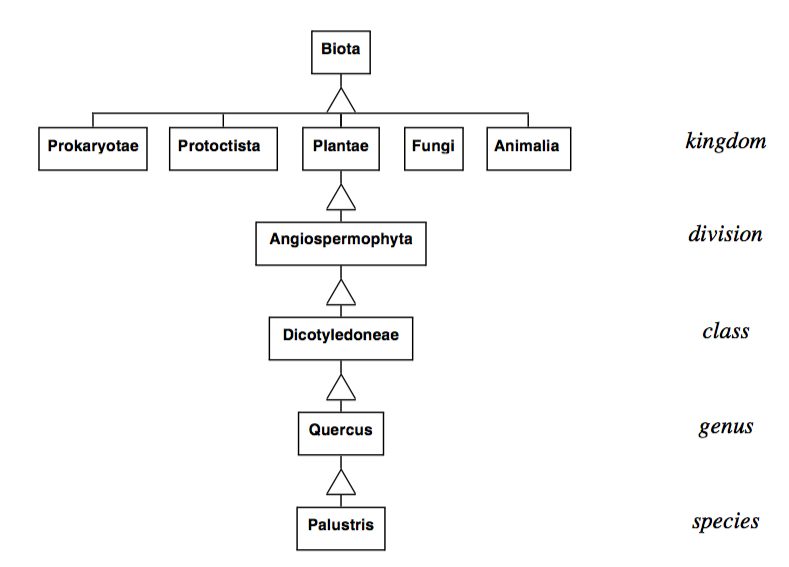 Biota
Prokaryotae Protoctista Plantae Fungi Animalia kingdom
Angiospermophyta division
Dicotyledoneae class
Quercus genus
Palustris species